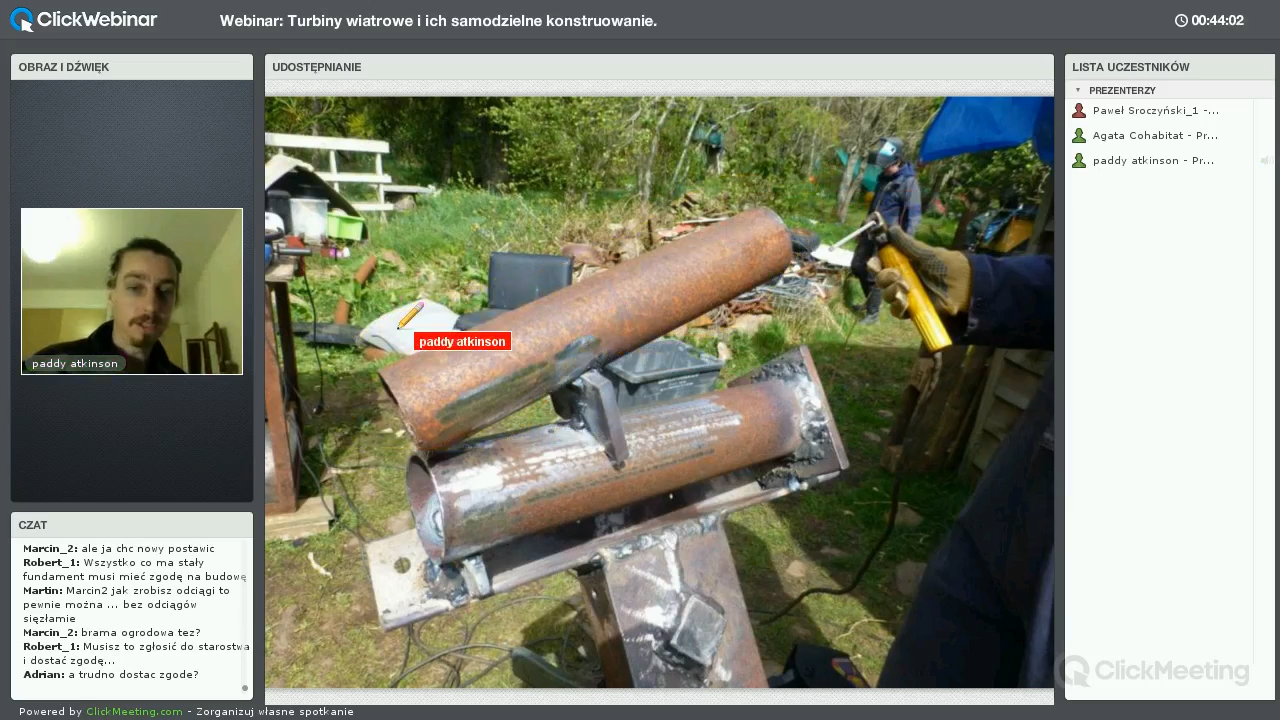 ClickWebinar
Webinar: Turbiny wiatrowe i ich samodzielne konstruowanie.
00:44:02
OBRAZ I DŹWIĘK
UDOSTĘPNIANIE
LISTA UCZESTNIKÓW
PREZENTERZY
Paweł Sroczyński_1 -...
Agata Cohabitat - Pr...
paddy atkinson - Pr...
paddy atkinson
paddy atkinson
CZAT
Marcin_2: ale ja chc nowy postawic
Robert_1: Wszystko co ma stały
fundament musi mieć zgodę na budowę
Martin: Marcin2 jak zrobisz odciągi to
pewnie można ... bez odciągów
sięzłamie
Marcin_2: brama ogrodowa tez?
Robert_1: Musisz to zgłosić do starostwa
i dostać zgodę...
Adrian: a trudno dostac zgode?
ClickMeeting
Powered by ClickMeeting.com - Zorganizuj własne spotkanie